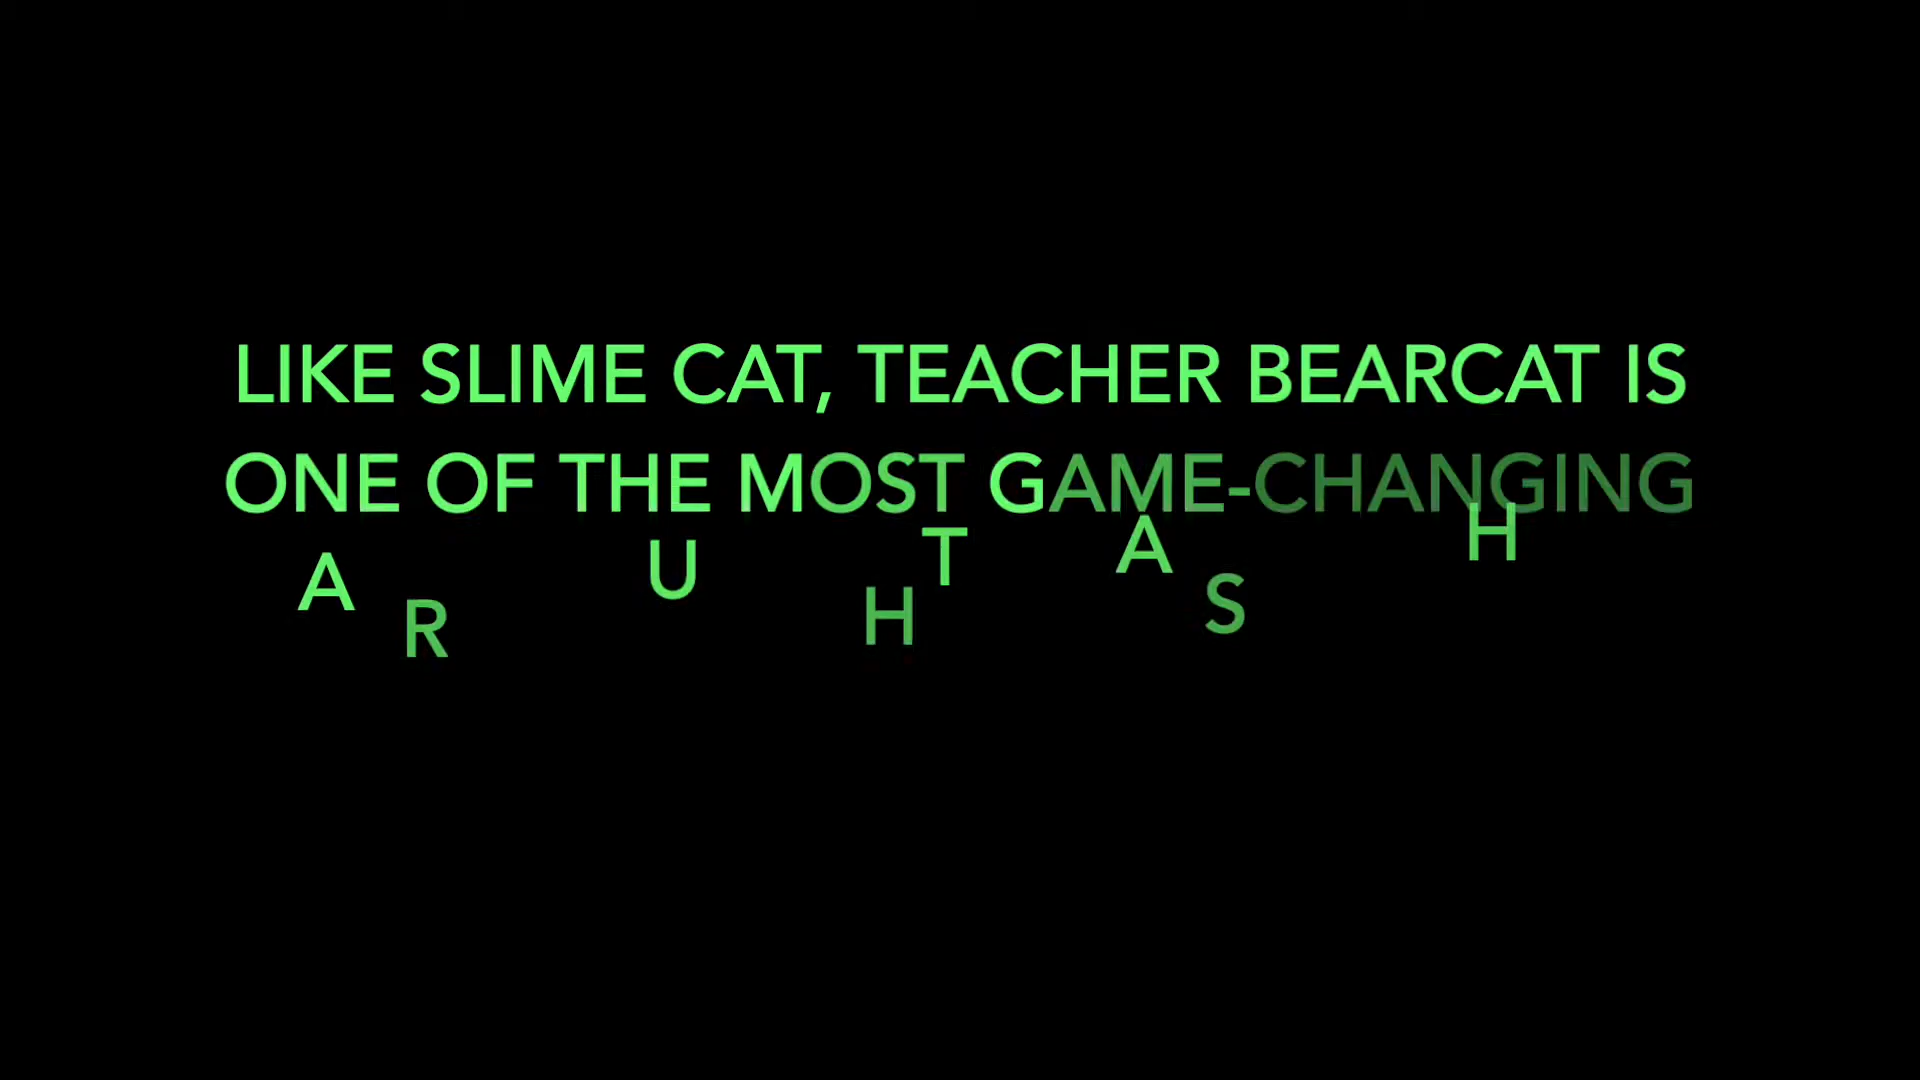 LIKE SLIME CAT, TEACHER BEARCAT IS
ONE OF THE MOST GAME-CHANGING
A R U H T A S H